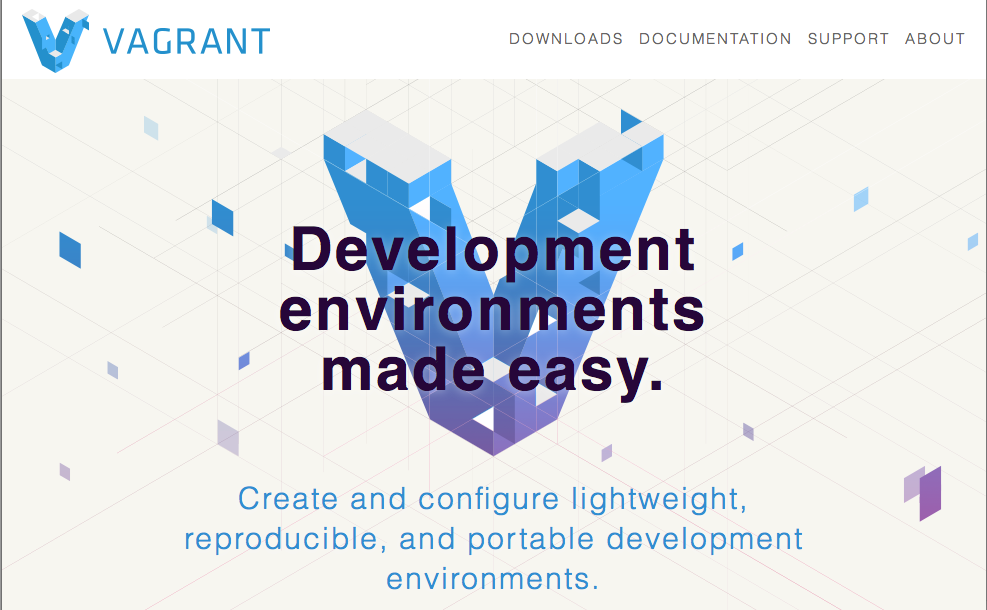 VAGRANT
DOWNLOADS DOCUMENTATION SUPPORT ABOUT
Development
environments
made easy.
Create and configure lightweight,
reproducible, and portable development
environments.